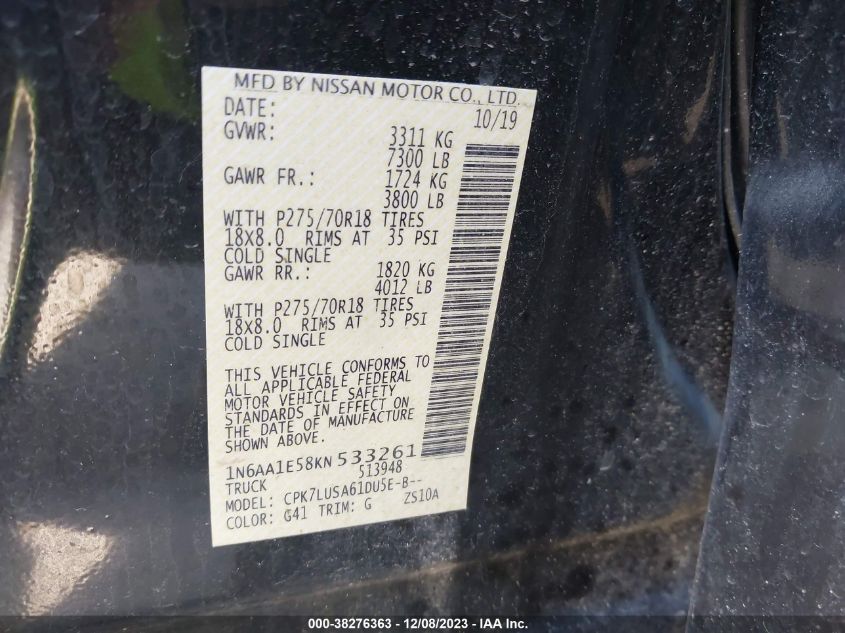 MFD BY NISSAN MOTOR CO., LTD.
DATE: 10/19
GVWR: 3311 KG
7300 LB
GAWR FR.: 1724 KG
3800 LB
WITH P275/70R18 TIRES
18X8.0 RIMS AT 35 PSI
COLD SINGLE
GAWR RR.: 1820 KG
4012 LB
WITH P275/70R18 TIRES
18X8.0 RIMS AT 35 PSI
COLD SINGLE
THIS VEHICLE CONFORMS TO
ALL APPLICABLE FEDERAL
MOTOR VEHICLE SAFETY
STANDARDS IN EFFECT ON
THE DATE OF MANUFACTURE
SHOWN ABOVE.
1N6AA1E58KN 533261
513948
TRUCK
MODEL: CPK7LUSA61DU5E-B--
COLOR: G41 TRIM: G ZS10A
000-38276363 - 12/08/2023 - IAA Inc.